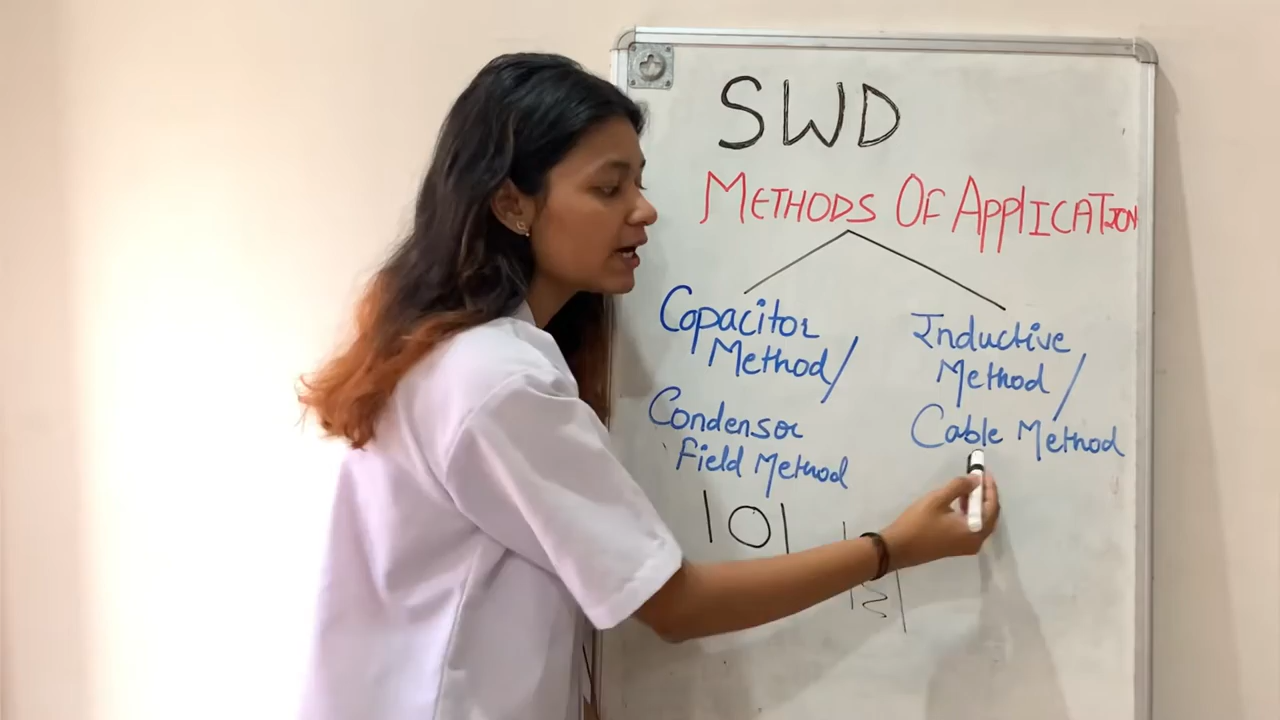 SWD
METHODS OF APPLICATION
Capacitor
Method/
Condensor
Field Method
Inductive
Method/
Cable Method